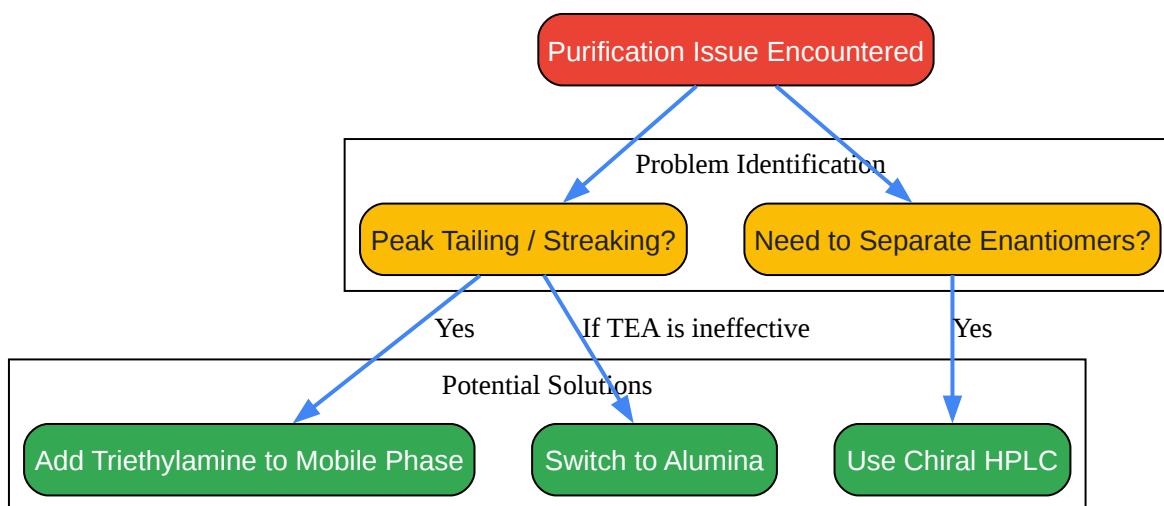 Purification Issue Encountered
Problem Identification
Peak Tailing / Streaking?
Need to Separate Enantiomers?
Yes
If TEA is ineffective
Yes
Potential Solutions
Add Triethylamine to Mobile Phase
Switch to Alumina
Use Chiral HPLC